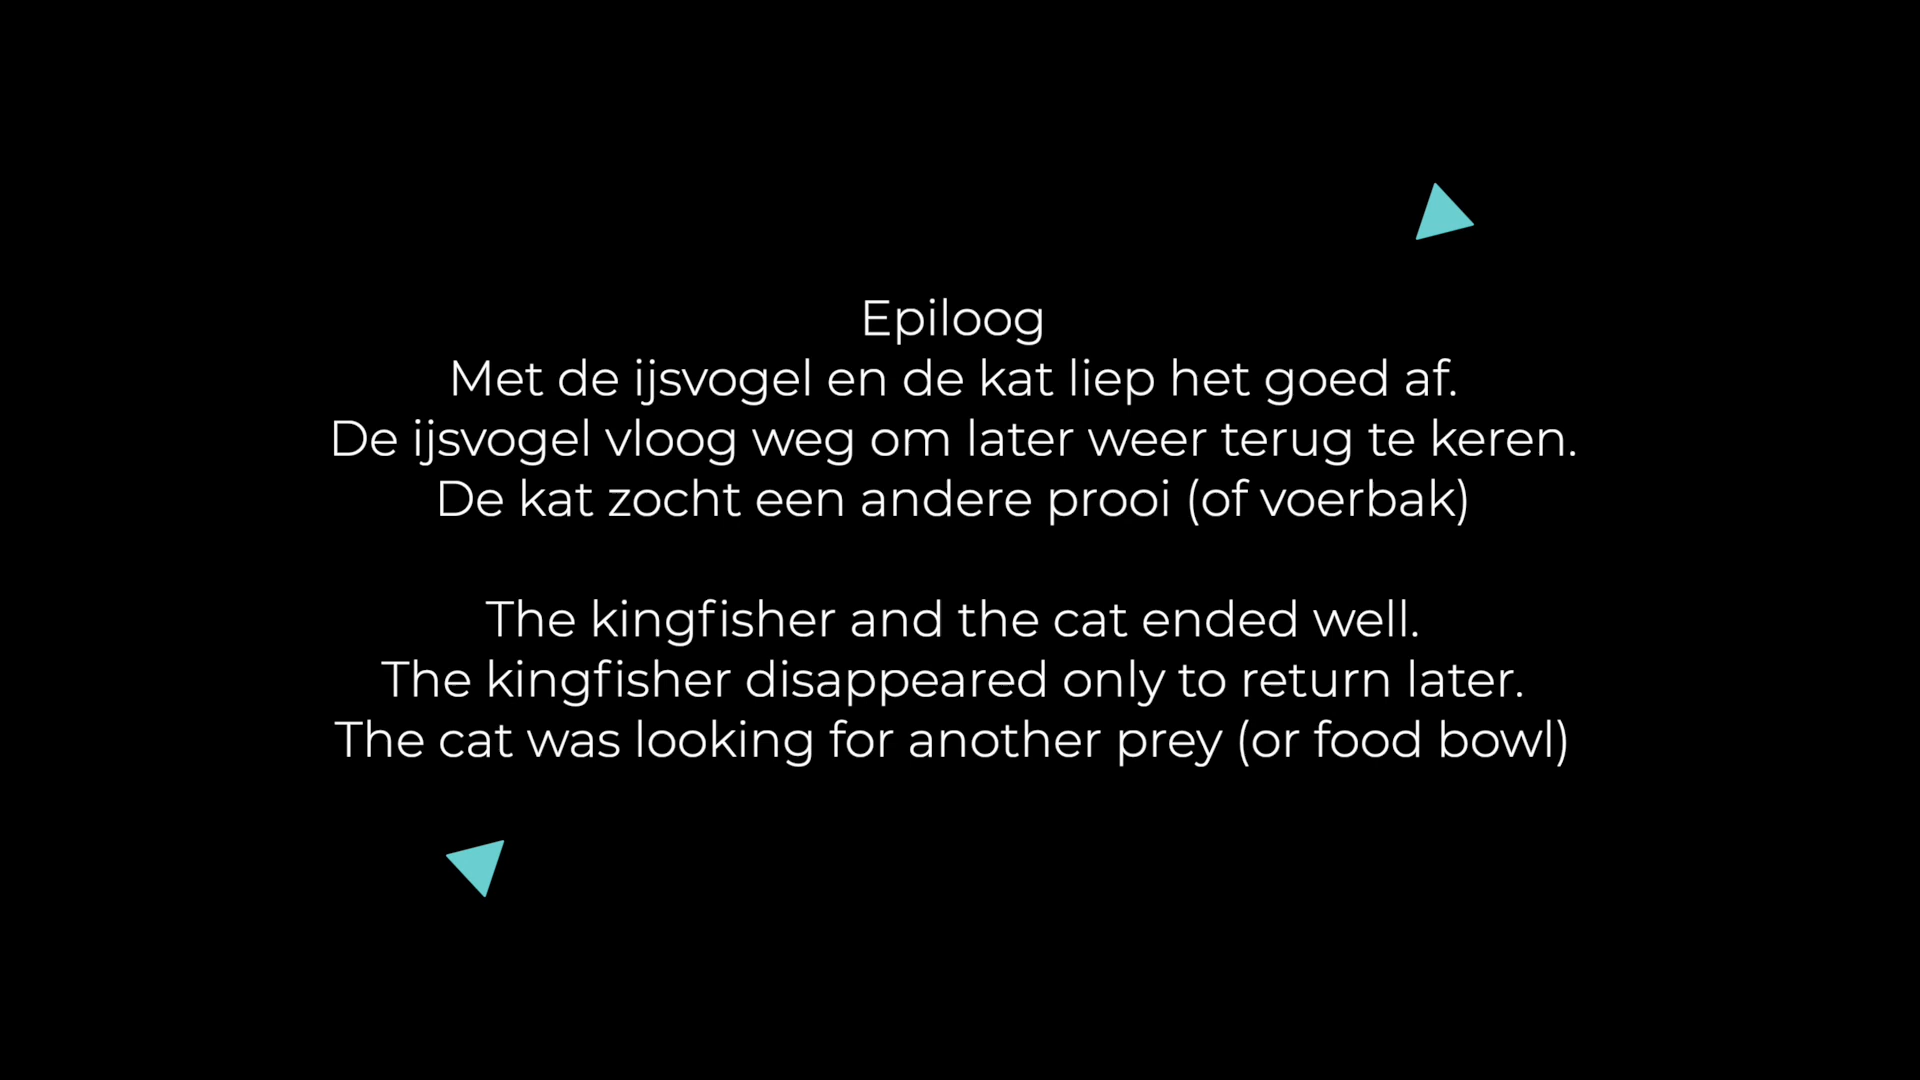 Epiloog
Met de ijsvogel en de kat liep het goed af.
De ijsvogel vloog weg om later weer terug te keren.
De kat zocht een andere prooi (of voerbak)
The kingfisher and the cat ended well.
The kingfisher disappeared only to return later.
The cat was looking for another prey (or food bowl)